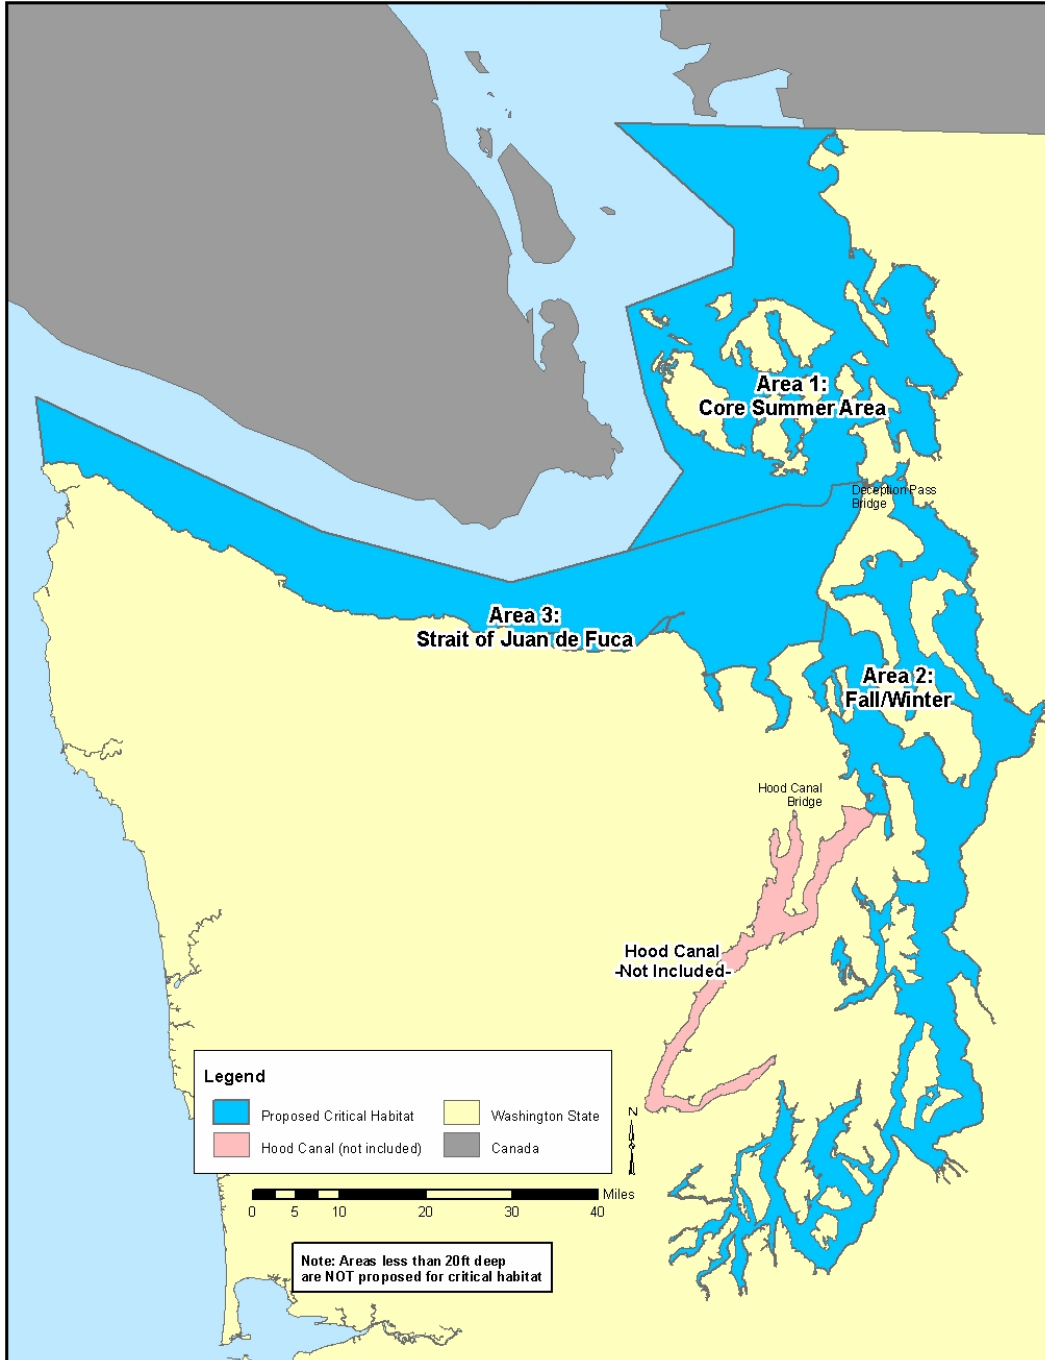 Area 1:
Core Summer Area
Deception Pass
Bridge
Area 3:
Strait of Juan de Fuca
Area 2:
Fall/Winter
Hood Canal
Bridge
Hood Canal
-Not Included-
Legend
Proposed Critical Habitat
Washington State
Hood Canal (not included)
Canada
N
Miles
0 5 10 20 30 40
Note: Areas less than 20ft deep
are NOT proposed for critical habitat